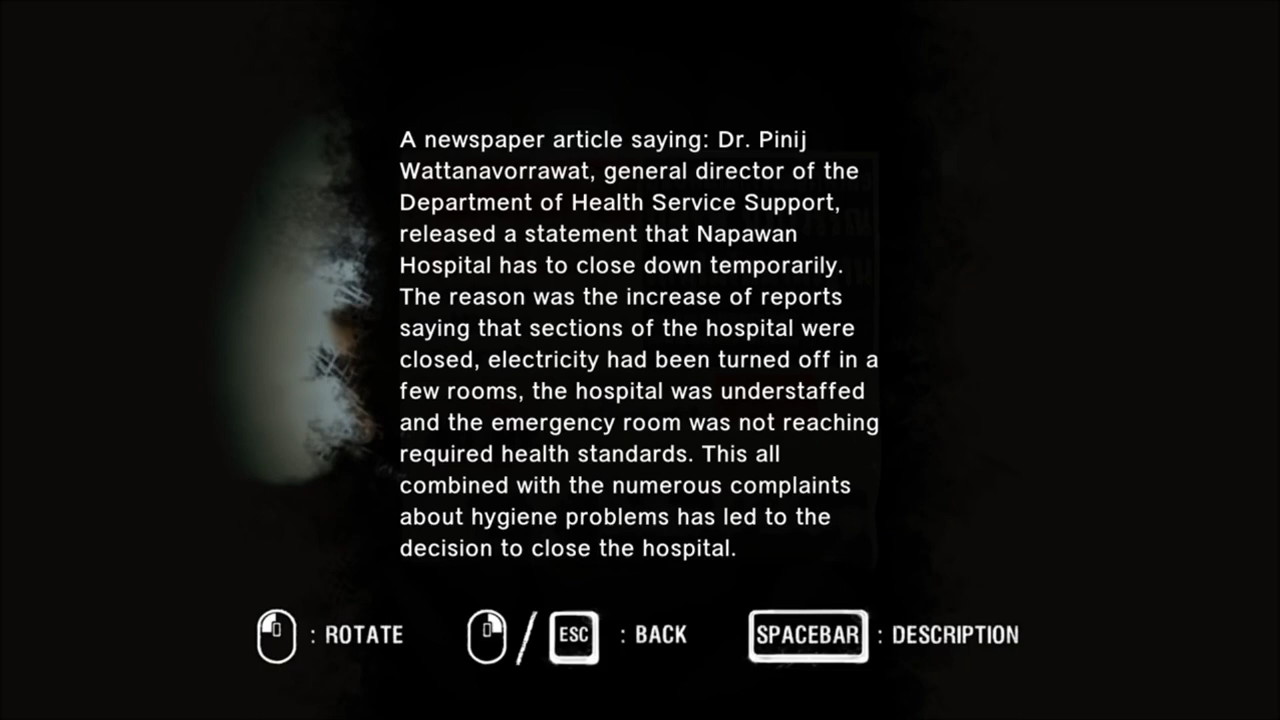 A newspaper article saying: Dr. Pinij
Wattanavorrawat, general director of the
Department of Health Service Support,
released a statement that Napawan
Hospital has to close down temporarily.
The reason was the increase of reports
saying that sections of the hospital were
closed, electricity had been turned off in a
few rooms, the hospital was understaffed
and the emergency room was not reaching
required health standards. This all
combined with the numerous complaints
about hygiene problems has led to the
decision to close the hospital.
: ROTATE / ESC : BACK SPACEBAR : DESCRIPTION